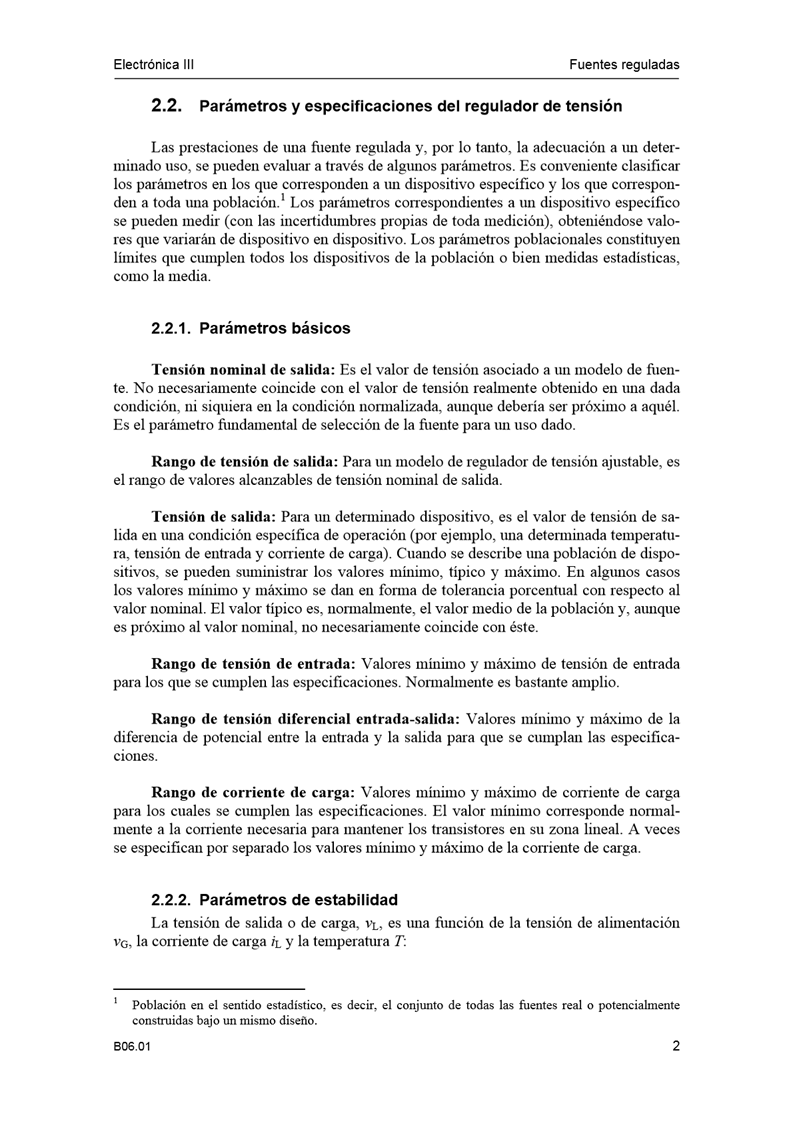 Electrónica III Fuentes reguladas
2.2. Parámetros y especificaciones del regulador de tensión
Las prestaciones de una fuente regulada y, por lo tanto, la adecuación a un deter-
minado uso, se pueden evaluar a través de algunos parámetros. Es conveniente clasificar
los parámetros en los que corresponden a un dispositivo específico y los que correspon-
den a toda una población.1 Los parámetros correspondientes a un dispositivo específico
se pueden medir (con las incertidumbres propias de toda medición), obteniéndose valo-
res que variarán de dispositivo en dispositivo. Los parámetros poblacionales constituyen
límites que cumplen todos los dispositivos de la población o bien medidas estadísticas,
como la media.
2.2.1. Parámetros básicos
Tensión nominal de salida: Es el valor de tensión asociado a un modelo de fuen-
te. No necesariamente coincide con el valor de tensión realmente obtenido en una dada
condición, ni siquiera en la condición normalizada, aunque debería ser próximo a aquél.
Es el parámetro fundamental de selección de la fuente para un uso dado.
Rango de tensión de salida: Para un modelo de regulador de tensión ajustable, es
el rango de valores alcanzables de tensión nominal de salida.
Tensión de salida: Para un determinado dispositivo, es el valor de tensión de sa-
lida en una condición específica de operación (por ejemplo, una determinada temperatu-
ra, tensión de entrada y corriente de carga). Cuando se describe una población de dispo-
sitivos, se pueden suministrar los valores mínimo, típico y máximo. En algunos casos
los valores mínimo y máximo se dan en forma de tolerancia porcentual con respecto al
valor nominal. El valor típico es, normalmente, el valor medio de la población y, aunque
es próximo al valor nominal, no necesariamente coincide con éste.
Rango de tensión de entrada: Valores mínimo y máximo de tensión de entrada
para los que se cumplen las especificaciones. Normalmente es bastante amplio.
Rango de tensión diferencial entrada-salida: Valores mínimo y máximo de la
diferencia de potencial entre la entrada y la salida para que se cumplan las especifica-
ciones.
Rango de corriente de carga: Valores mínimo y máximo de corriente de carga
para los cuales se cumplen las especificaciones. El valor mínimo corresponde normal-
mente a la corriente necesaria para mantener los transistores en su zona lineal. A veces
se especifican por separado los valores mínimo y máximo de la corriente de carga.
2.2.2. Parámetros de estabilidad
La tensión de salida o de carga, vL, es una función de la tensión de alimentación
vG, la corriente de carga iL y la temperatura T:
1 Población en el sentido estadístico, es decir, el conjunto de todas las fuentes real o potencialmente
construidas bajo un mismo diseño.
B06.01 2